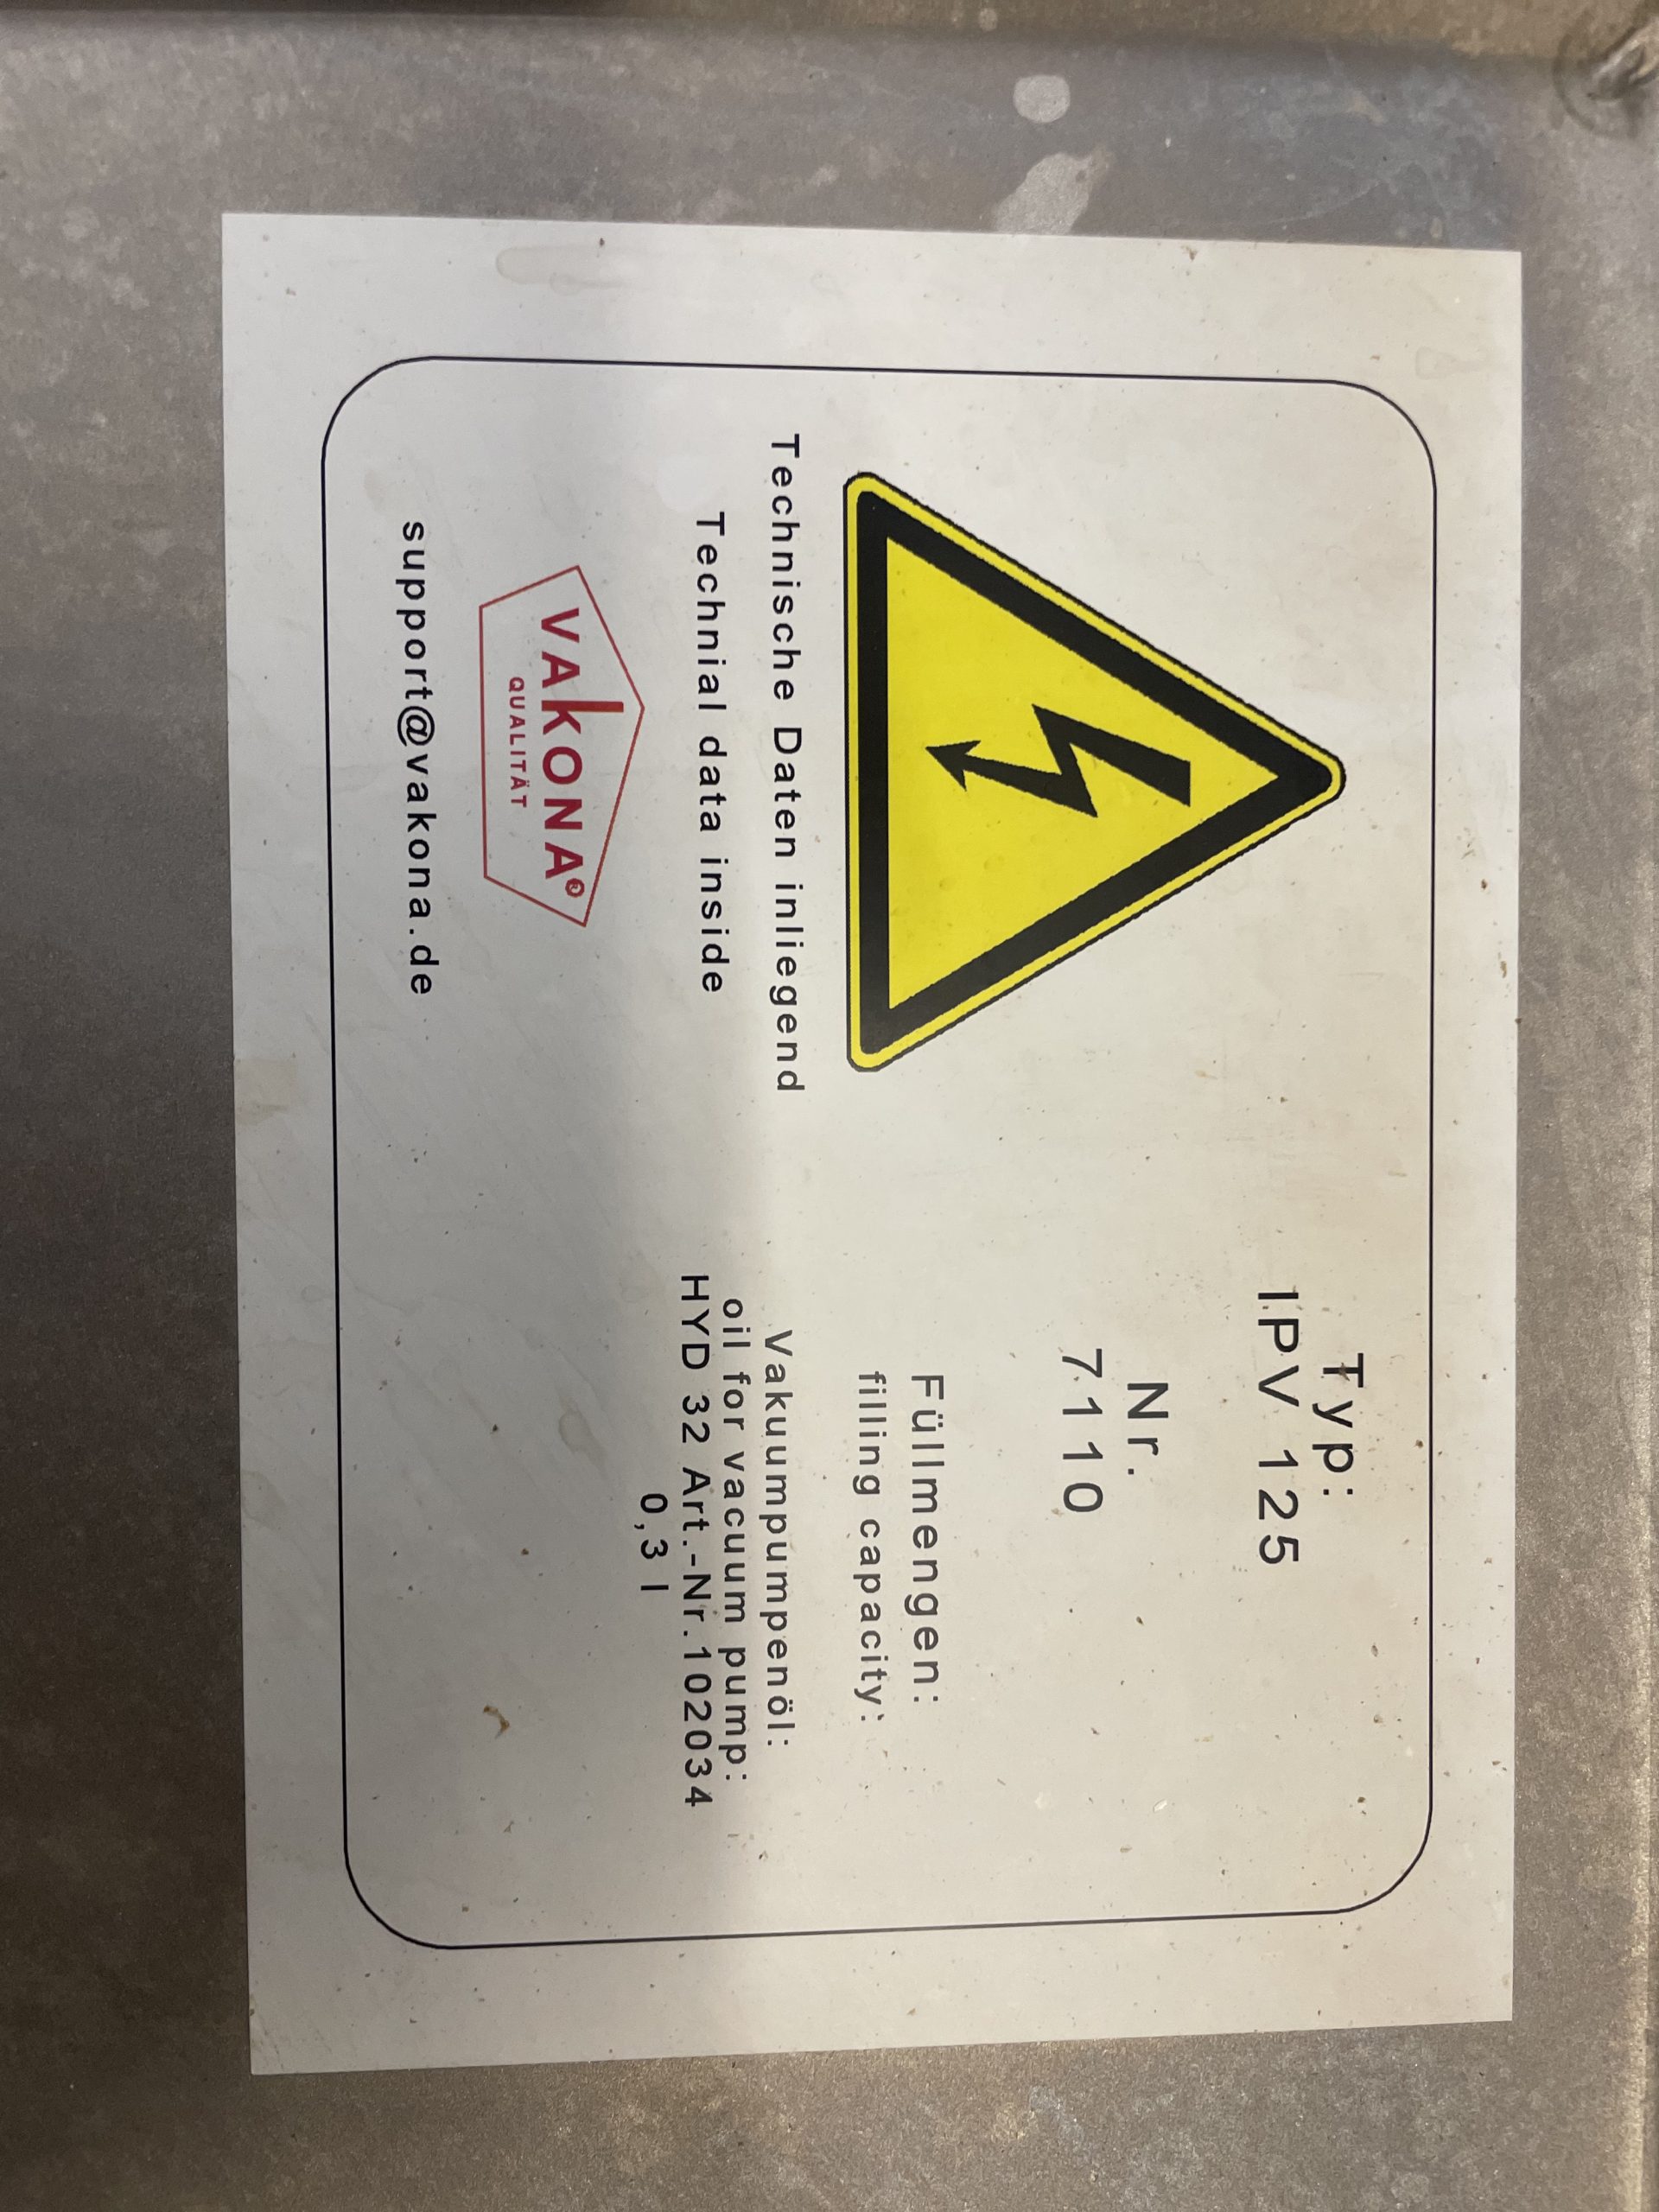 Typ:
IPV 125
Nr.
7110
Füllmengen:
filling capacity:
Vakuumpumpenöl:
oil for vacuum pump:
HYD 32 Art.-Nr.102034
0,3 l
Technische Daten inliegend
Technial data inside
VAKONA®
QUALITÄT
support@vakona.de